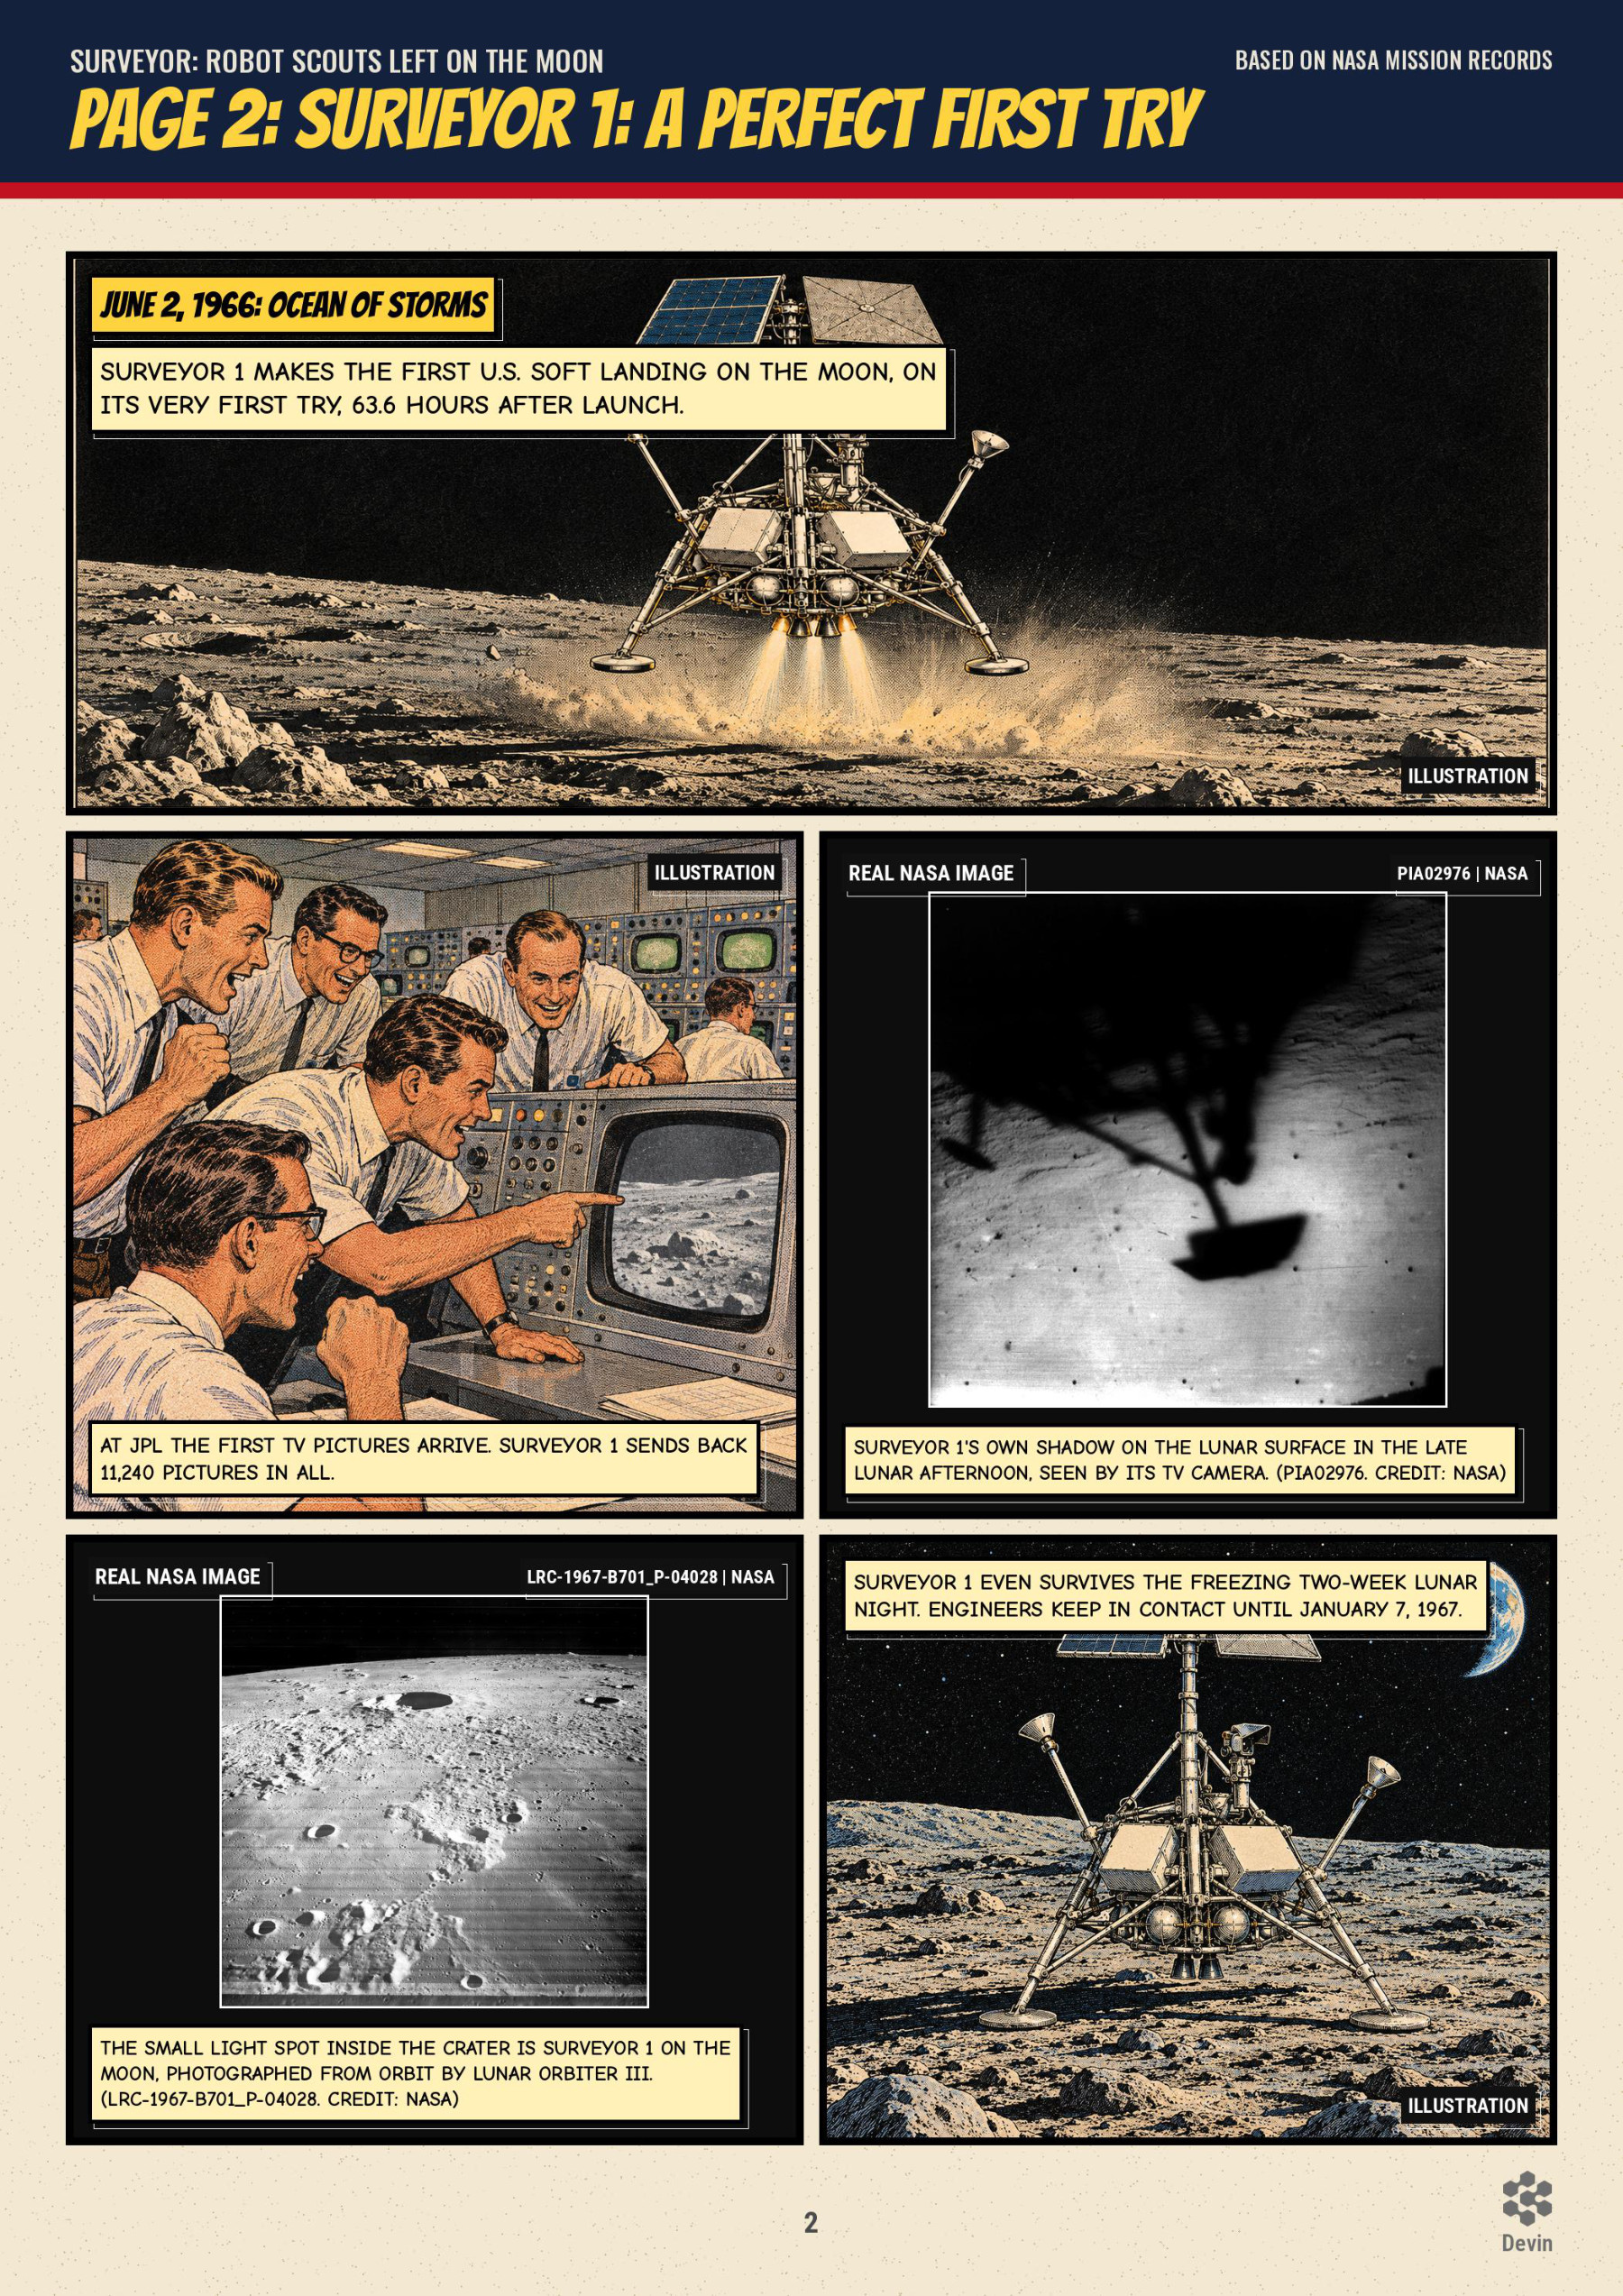 SURVEYOR: ROBOT SCOUTS LEFT ON THE MOON
BASED ON NASA MISSION RECORDS
PAGE 2: SURVEYOR 1: A PERFECT FIRST TRY
JUNE 2, 1966: OCEAN OF STORMS
SURVEYOR 1 MAKES THE FIRST U.S. SOFT LANDING ON THE MOON, ON
ITS VERY FIRST TRY, 63.6 HOURS AFTER LAUNCH.
ILLUSTRATION
ILLUSTRATION
AT JPL THE FIRST TV PICTURES ARRIVE. SURVEYOR 1 SENDS BACK
11,240 PICTURES IN ALL.
REAL NASA IMAGE
PIA02976 | NASA
SURVEYOR 1'S OWN SHADOW ON THE LUNAR SURFACE IN THE LATE
LUNAR AFTERNOON, SEEN BY ITS TV CAMERA. (PIA02976. CREDIT: NASA)
REAL NASA IMAGE
LRC-1967-B701_P-04028 | NASA
THE SMALL LIGHT SPOT INSIDE THE CRATER IS SURVEYOR 1 ON THE
MOON, PHOTOGRAPHED FROM ORBIT BY LUNAR ORBITER III.
(LRC-1967-B701_P-04028. CREDIT: NASA)
SURVEYOR 1 EVEN SURVIVES THE FREEZING TWO-WEEK LUNAR
NIGHT. ENGINEERS KEEP IN CONTACT UNTIL JANUARY 7, 1967.
ILLUSTRATION
2
Devin